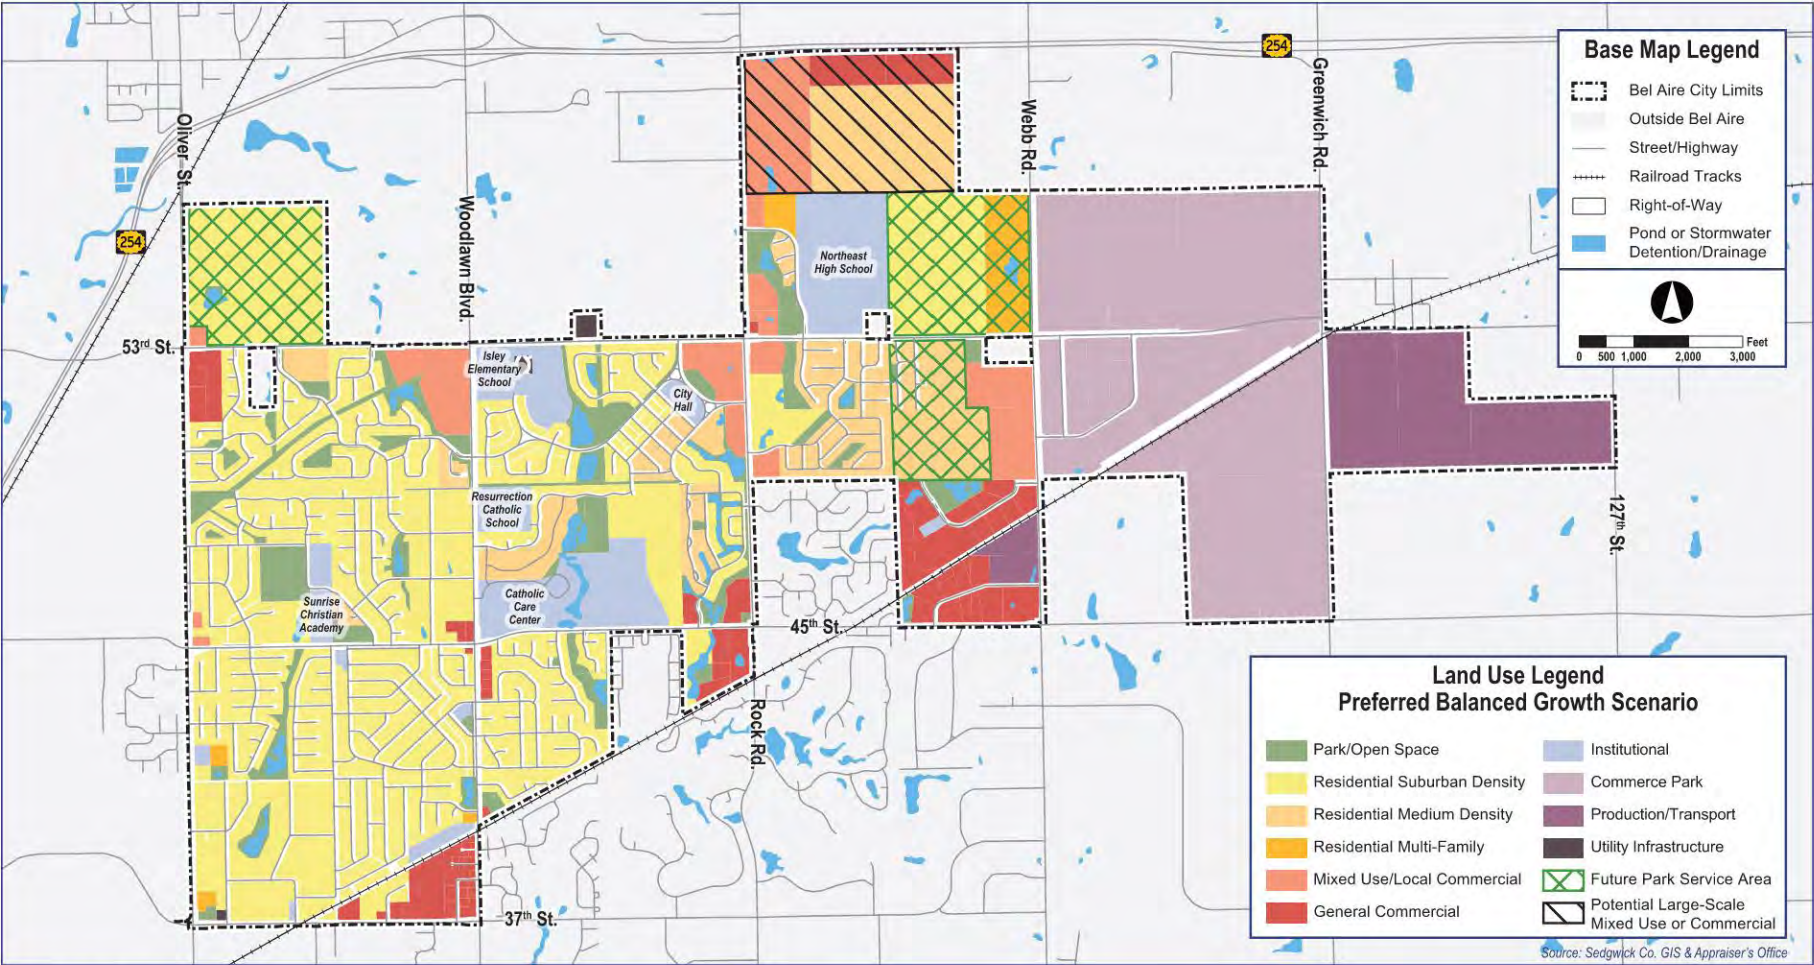 254
Base Map Legend
Bel Aire City Limits
Outside Bel Aire
Street/Highway
Railroad Tracks
Right-of-Way
Pond or Stormwater
Detention/Drainage
Feet
0 500 1,000 2,000 3,000
Oliver St.
Woodlawn Blvd.
Webb Rd.
Greenwich Rd.
254
Northeast
High School
53rd St.
Isley
Elementary
School
City
Hall
Resurrection
Catholic
School
127th St.
Sunrise
Christian
Academy
Catholic
Care
Center
45th St.
Rock Rd.
37th St.
Land Use Legend
Preferred Balanced Growth Scenario
Park/Open Space
Residential Suburban Density
Residential Medium Density
Residential Multi-Family
Mixed Use/Local Commercial
General Commercial
Institutional
Commerce Park
Production/Transport
Utility Infrastructure
Future Park Service Area
Potential Large-Scale
Mixed Use or Commercial
Source: Sedgwick Co. GIS & Appraiser's Office